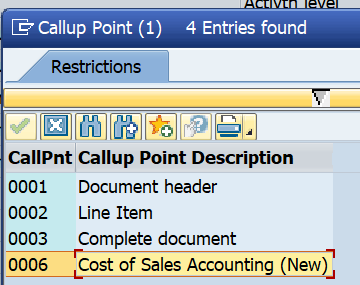 Activth level
Callup Point (1) 4 Entries found
Restrictions
CallPnt Callup Point Description
0001 Document header
0002 Line Item
0003 Complete document
0006 Cost of Sales Accounting (New)